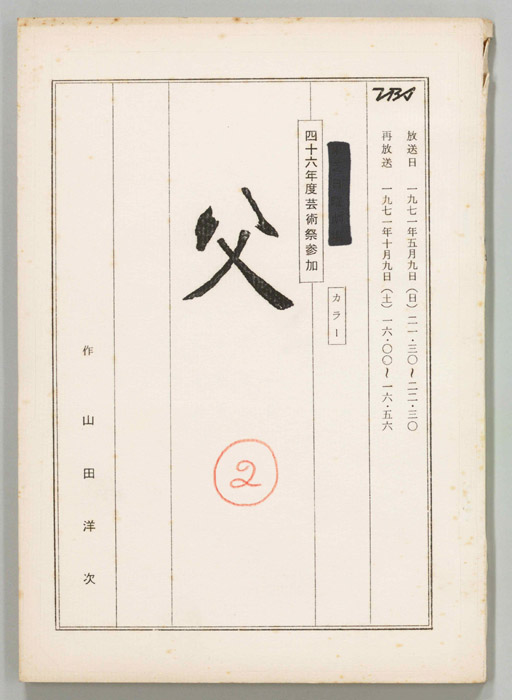 TBS
放送日 一九七一年五月九日(日)二一・三〇~二二・三〇
再放送 一九七一年十月九日(土)一六・〇〇~一六・五六
四十六年度芸術祭参加
カラー
父
②
作 山田洋次